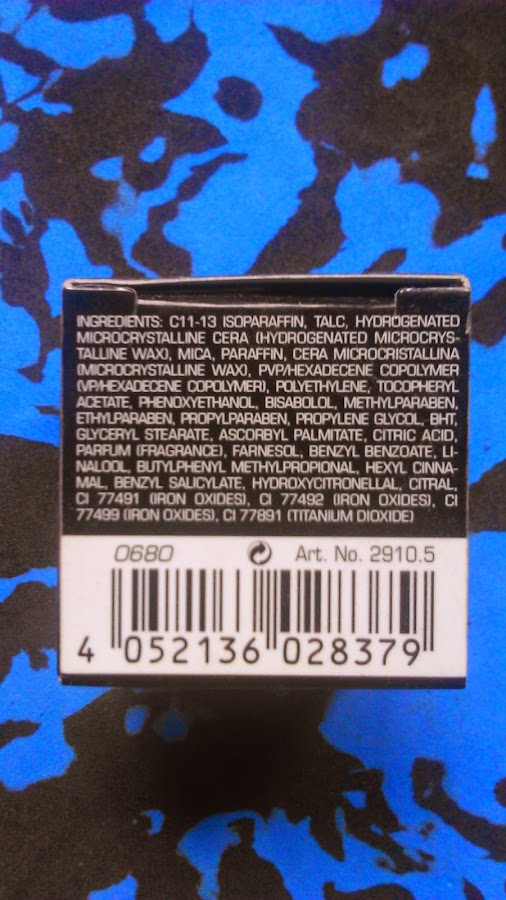 INGREDIENTS: C11-13 ISOPARAFFIN, TALC, HYDROGENATED
MICROCRYSTALLINE CERA (HYDROGENATED MICROCRYS-
TALLINE WAX), MICA, PARAFFIN, CERA MICROCRISTALLINA
(MICROCRYSTALLINE WAX), PVP/HEXADECENE COPOLYMER
(VP/HEXADECENE COPOLYMER), POLYETHYLENE, TOCOPHERYL
ACETATE, PHENOXYETHANOL, BISABOLOL, METHYLPARABEN,
ETHYLPARABEN, PROPYLPARABEN, PROPYLENE GLYCOL, BHT,
GLYCERYL STEARATE, ASCORBYL PALMITATE, CITRIC ACID,
PARFUM (FRAGRANCE), FARNESOL, BENZYL BENZOATE, LI-
NALOOL, BUTYLPHENYL METHYLPROPIONAL, HEXYL CINNA-
MAL, BENZYL SALICYLATE, HYDROXYCITRONELLAL, CITRAL,
CI 77491 (IRON OXIDES), CI 77492 (IRON OXIDES), CI
77499 (IRON OXIDES), CI 77891 (TITANIUM DIOXIDE)
0680 Art. No. 2910.5
4 052136 028379